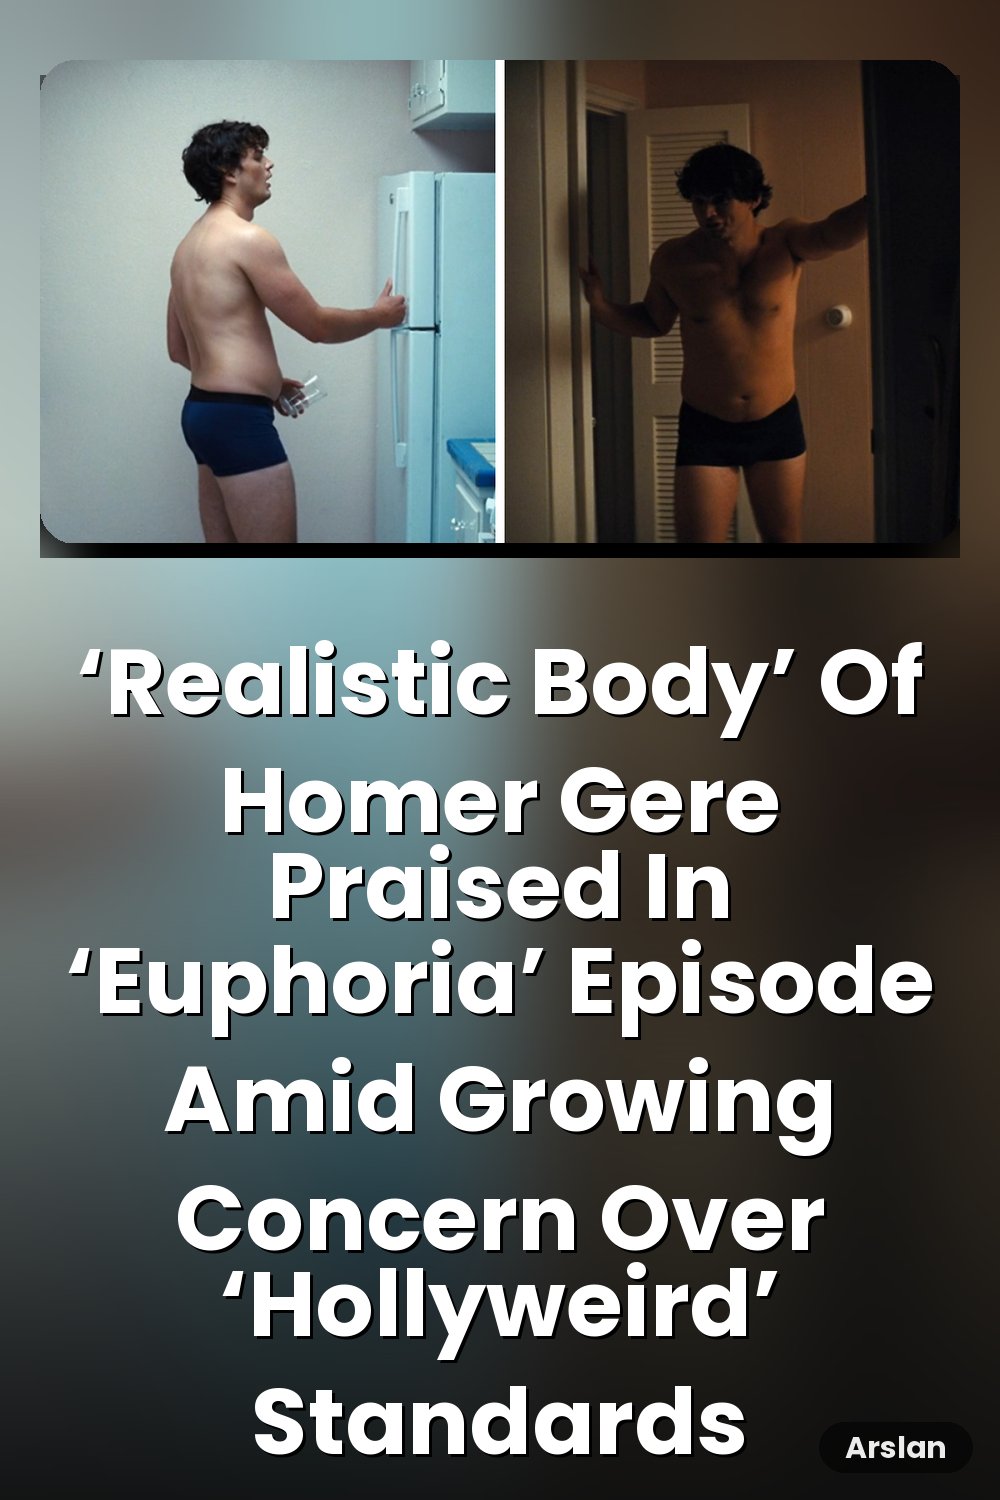 ‘Realistic Body’ Of
Homer Gere
Praised In
‘Euphoria’ Episode
Amid Growing
Concern Over
‘Hollyweird’
Standards
Arslan